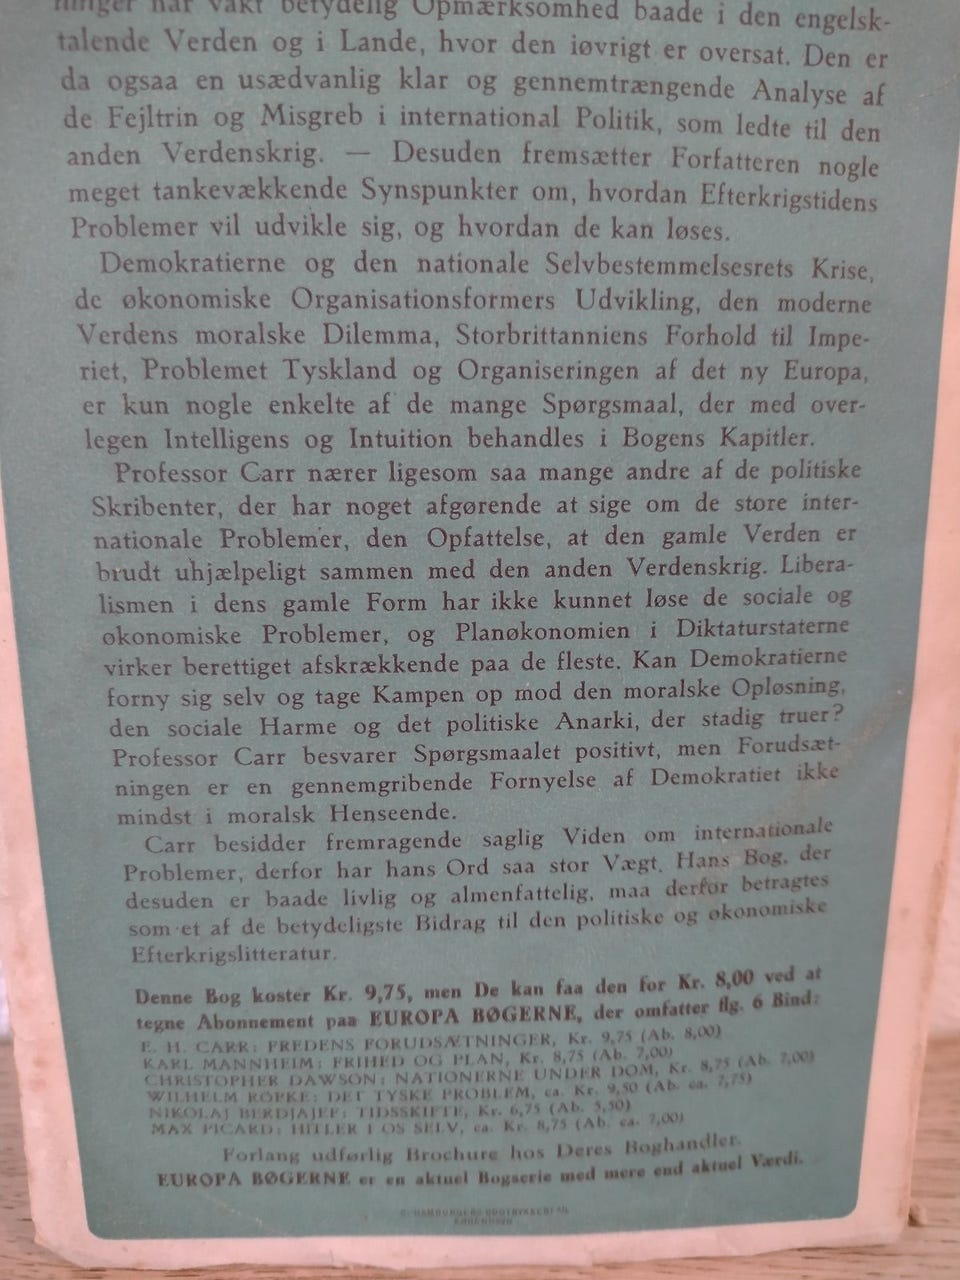 ninger har vakt betydelig Opmærksomhed baade i den engelsk-
talende Verden og i Lande, hvor den iøvrigt er oversat. Den er
da ogsaa en usædvanlig klar og gennemtrængende Analyse af
de Fejltrin og Misgreb i international Politik, som ledte til den
anden Verdenskrig. — Desuden fremsætter Forfatteren nogle
meget tankevækkende Synspunkter om, hvordan Efterkrigstidens
Problemer vil udvikle sig, og hvordan de kan løses.
Demokratierne og den nationale Selvbestemmelsesrets Krise,
de økonomiske Organisationsformers Udvikling, den moderne
Verdens moralske Dilemma, Storbrittanniens Forhold til Impe-
riet, Problemet Tyskland og Organiseringen af det ny Europa,
er kun nogle enkelte af de mange Spørgsmaal, der med over-
legen Intelligens og Intuition behandles i Bogens Kapitler.
Professor Carr nærer ligesom saa mange andre af de politiske
Skribenter, der har noget afgørende at sige om de store inter-
nationale Problemer, den Opfattelse, at den gamle Verden er
brudt uhjælpeligt sammen med den anden Verdenskrig. Libera-
lismen i dens gamle Form har ikke kunnet løse de sociale og
økonomiske Problemer, og Planøkonomien i Diktaturstaterne
virker berettiget afskrækkende paa de fleste. Kan Demokratierne
forny sig selv og tage Kampen op mod den moralske Opløsning,
den sociale Harme og det politiske Anarki, der stadig truer?
Professor Carr besvarer Spørgsmaalet positivt, men Forudsæt-
ningen er en gennemgribende Fornyelse af Demokratiet ikke
mindst i moralsk Henseende.
Carr besidder fremragende saglig Viden om internationale
Problemer, derfor har hans Ord saa stor Vægt. Hans Bog, der
desuden er baade livlig og almenfattelig, maa derfor betragtes
som et af de betydeligste Bidrag til den politiske og økonomiske
Efterkrigslitteratur.
Denne Bog koster Kr. 9,75, men De kan faa den for Kr. 8,00 ved at
tegne Abonnement paa EUROPA BØGERNE, der omfatter flg. 6 Bind:
E. H. CARR: FREDENS FORUDSÆTNINGER, Kr. 9,75 (Ab. 8,00)
KARL MANNHEIM: FRIHED OG PLAN, Kr. 8,75 (Ab. 7,00)
CHRISTOPHER DAWSON: NATIONERNE UNDER DOM, Kr. 8,75 (Ab. 7,00)
WILHELM RÖPKE: DET TYSKE PROBLEM, ca. Kr. 9,50 (Ab. ca. 7,75)
NIKOLAJ BERDJAJEF: TIDSSKIFTE, Kr. 6,75 (Ab. 5,50)
MAX PICARD: HITLER I OS SELV, ca. Kr. 8,75 (Ab. ca. 7,00)
Forlang udførlig Brochure hos Deres Boghandler.
EUROPA BØGERNE er en aktuel Bogserie med mere end aktuel Værdi.
KØBENHAVN